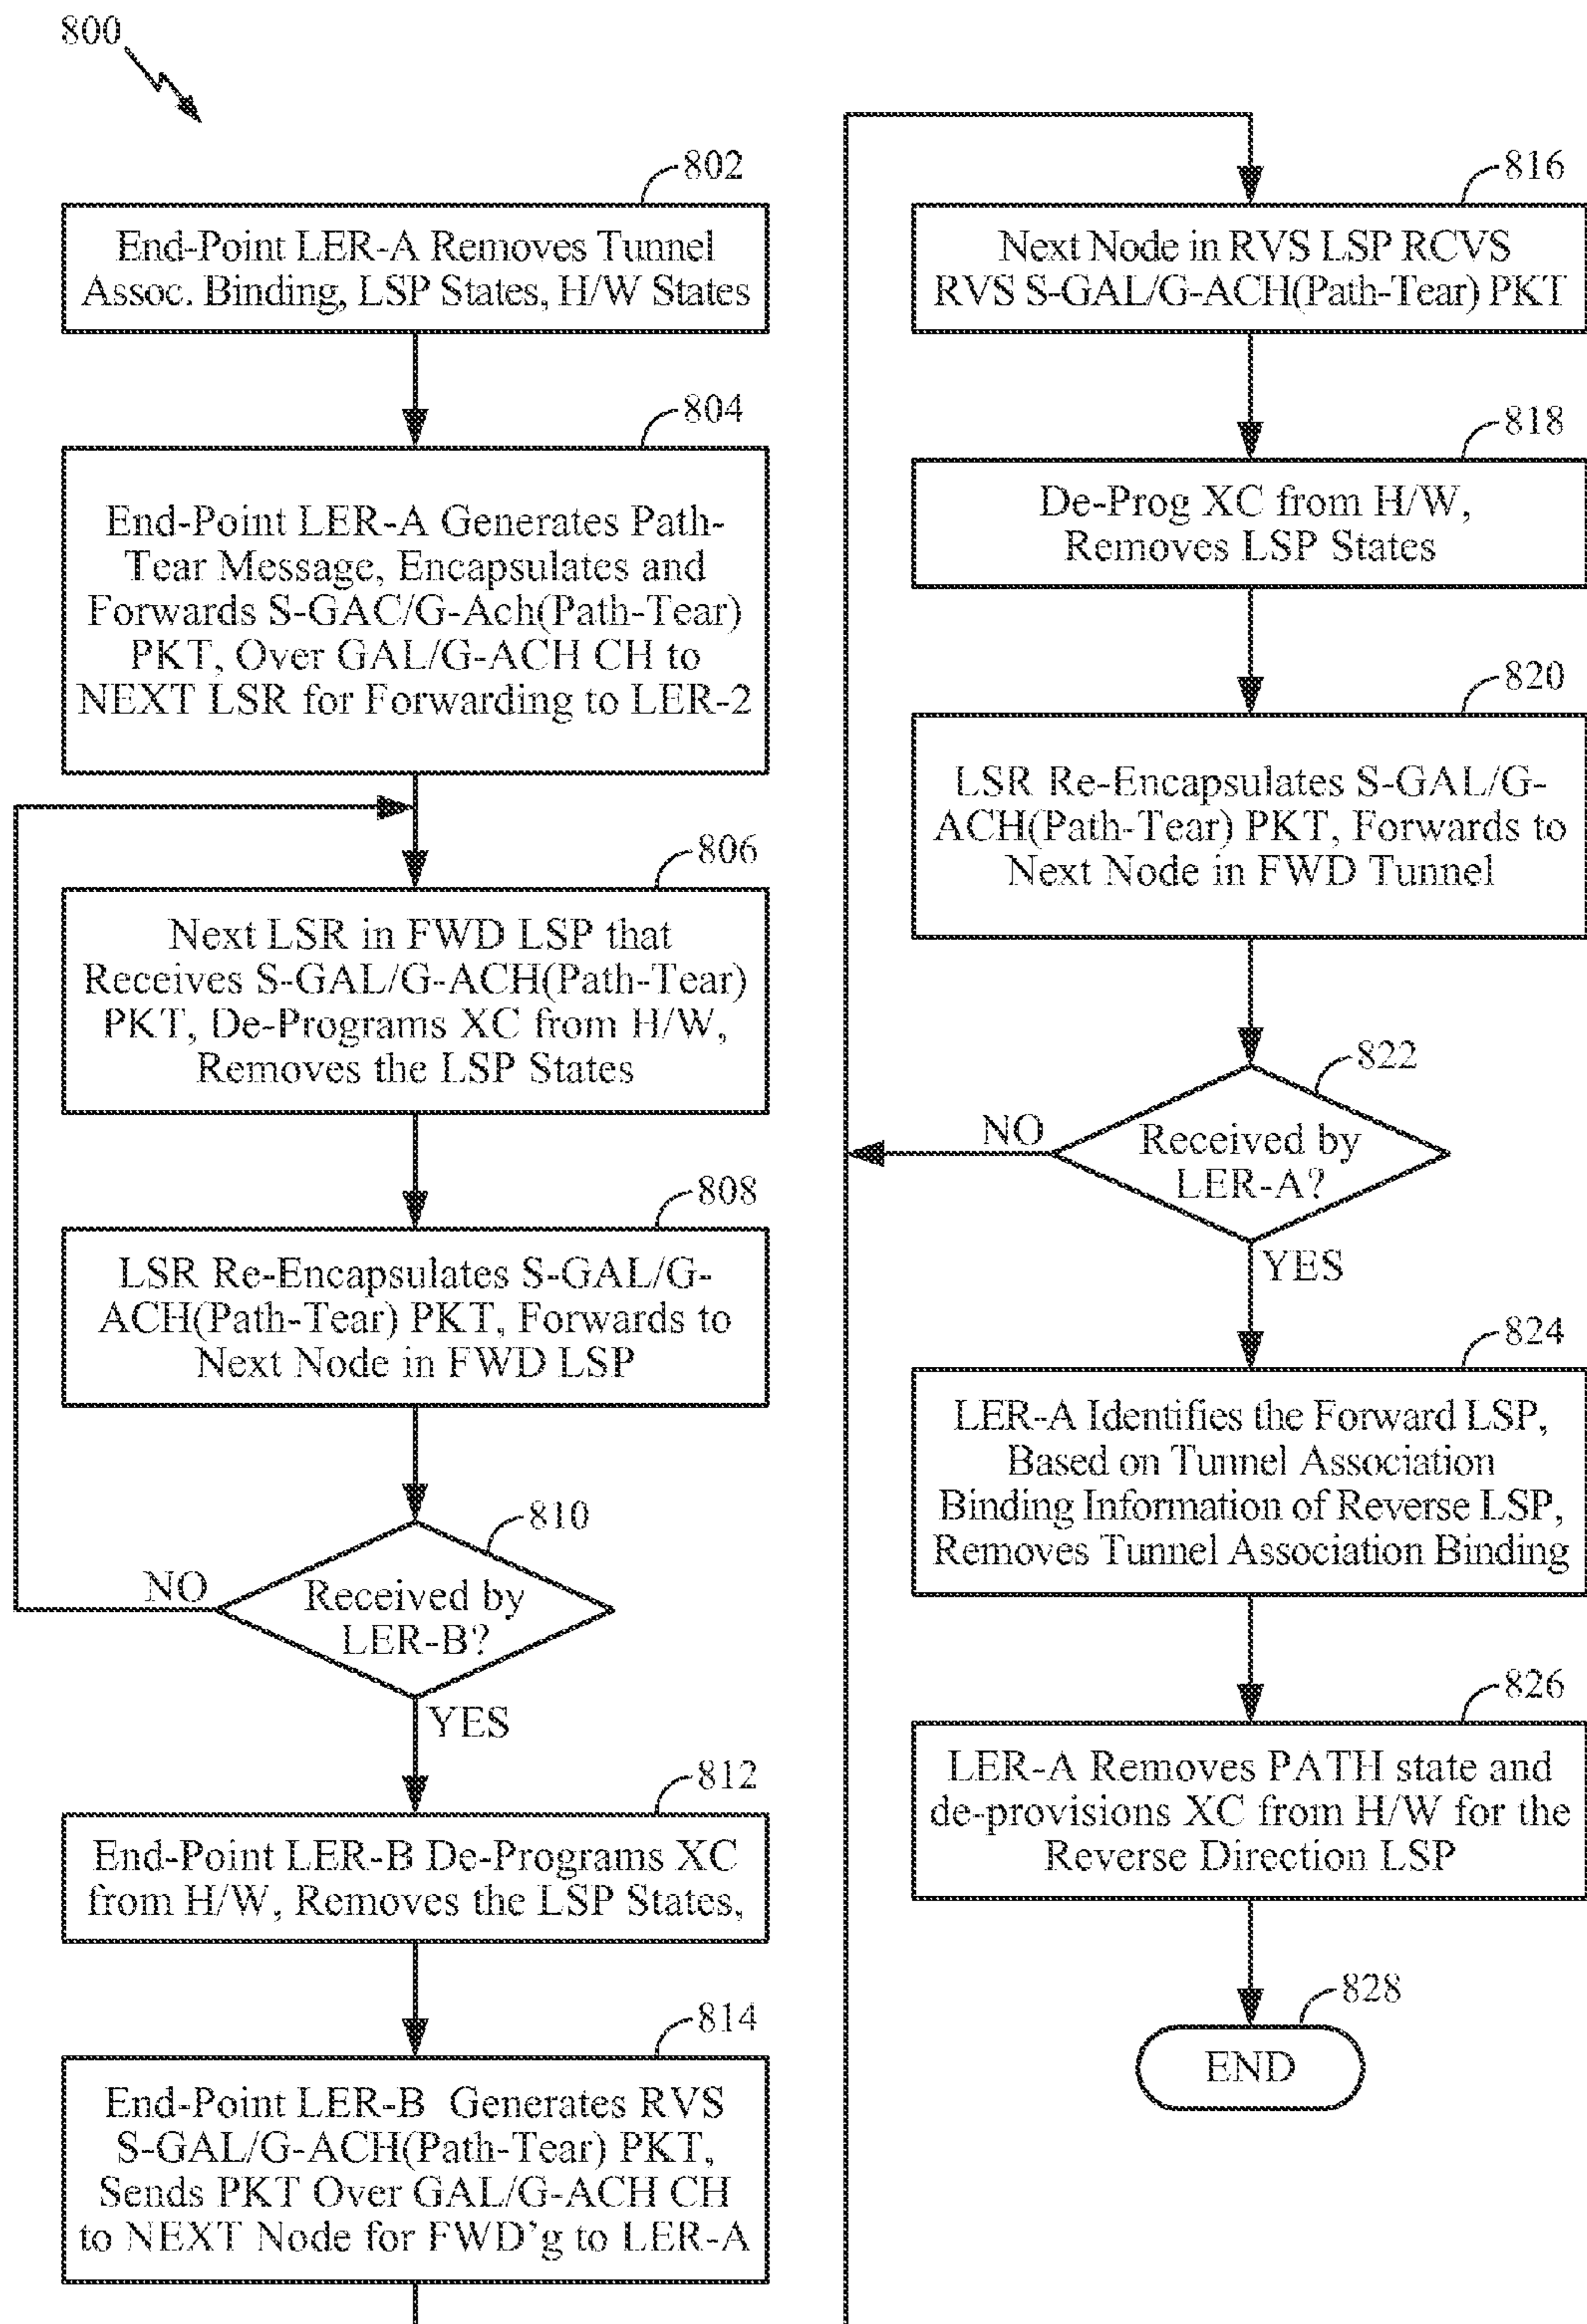 800
802
End-Point LER-A Removes Tunnel
Assoc. Binding, LSP States, H/W States
804
End-Point LER-A Generates Path-
Tear Message, Encapsulates and
Forwards S-GAC/G-Ach(Path-Tear)
PKT, Over GAL/G-ACH CH to
NEXT LSR for Forwarding to LER-2
806
Next LSR in FWD LSP that
Receives S-GAL/G-ACH(Path-Tear)
PKT, De-Programs XC from H/W,
Removes the LSP States
808
LSR Re-Encapsulates S-GAL/G-
ACH(Path-Tear) PKT, Forwards to
Next Node in FWD LSP
810
NO
Received by
LER-B?
YES
812
End-Point LER-B De-Programs XC
from H/W, Removes the LSP States,
814
End-Point LER-B Generates RVS
S-GAL/G-ACH(Path-Tear) PKT,
Sends PKT Over GAL/G-ACH CH
to NEXT Node for FWD'g to LER-A
816
Next Node in RVS LSP RCVS
RVS S-GAL/G-ACH(Path-Tear) PKT
818
De-Prog XC from H/W,
Removes LSP States
820
LSR Re-Encapsulates S-GAL/G-
ACH(Path-Tear) PKT, Forwards to
Next Node in FWD Tunnel
822
NO
Received by
LER-A?
YES
824
LER-A Identifies the Forward LSP,
Based on Tunnel Association
Binding Information of Reverse LSP,
Removes Tunnel Association Binding
826
LER-A Removes PATH state and
de-provisions XC from H/W for the
Reverse Direction LSP
828
END